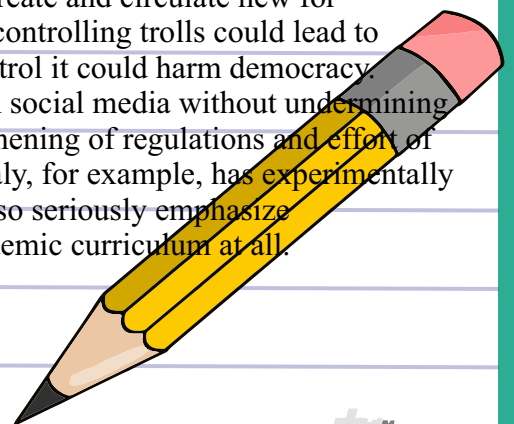 create and circulate new for
controlling trolls could lead to
trol it could harm democracy.
social media without undermining
hening of regulations and effort of
ly, for example, has experimentally
so seriously emphasize
emic curriculum at all.